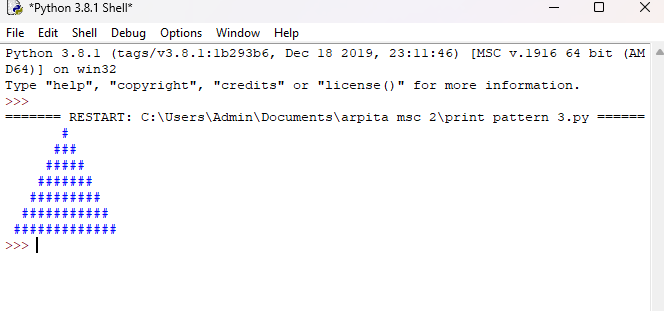 *Python 3.8.1 Shell*
File Edit Shell Debug Options Window Help
Python 3.8.1 (tags/v3.8.1:1b293b6, Dec 18 2019, 23:11:46) [MSC v.1916 64 bit (AM
D64)] on win32
Type "help", "copyright", "credits" or "license()" for more information.
>>>
======= RESTART: C:\Users\Admin\Documents\arpita msc 2\print pattern 3.py ======
       #
      ###
     #####
    #######
   #########
  ###########
 #############
>>>